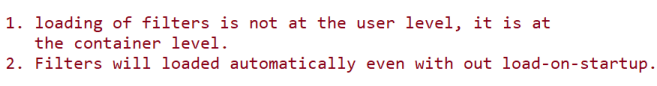 1. loading of filters is not at the user level, it is at
the container level.
2. Filters will loaded automatically even with out load-on-startup.